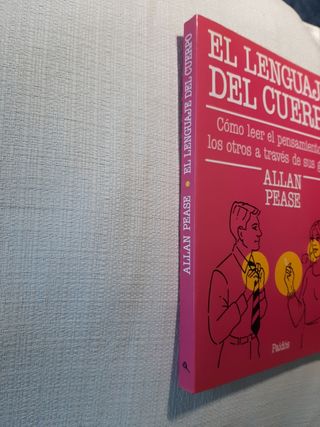 ALLAN PEASE • EL LENGUAJE DEL CUERPO
EL LENGUAJ
DEL CUERP
Cómo leer el pensamiento
los otros a través de sus g
ALLAN
PEASE
Paidós